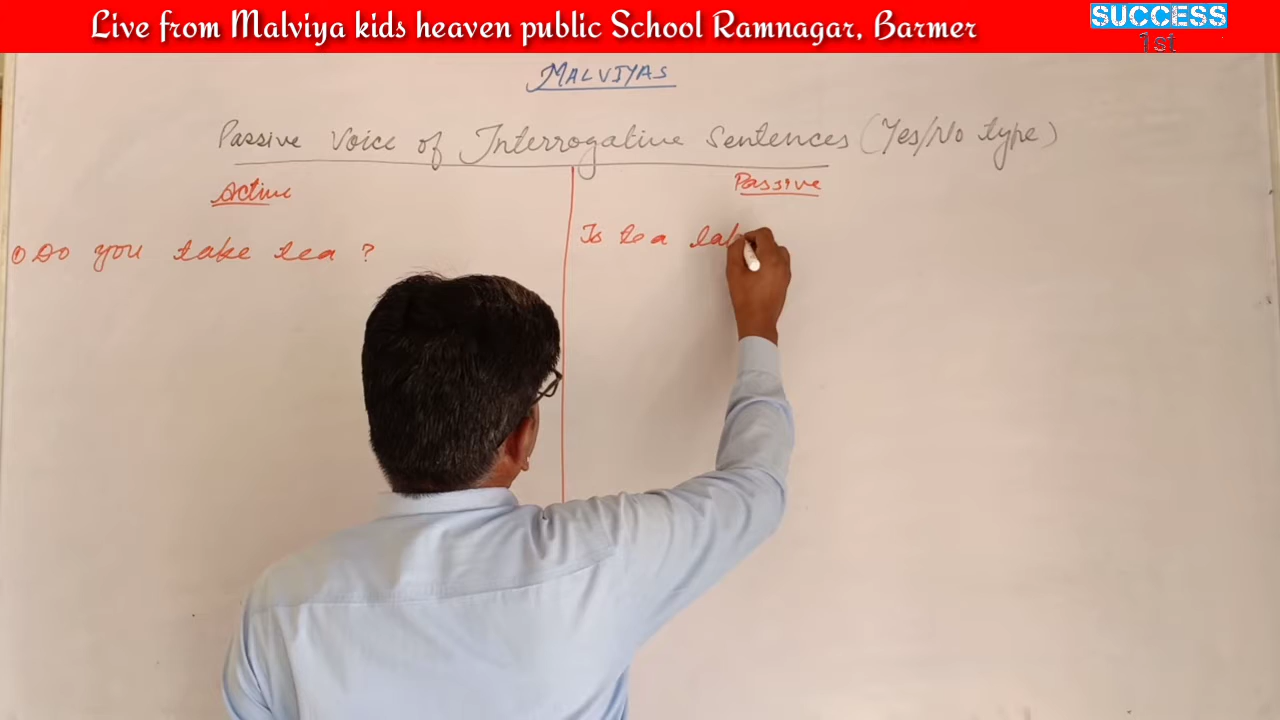 Live from Malviya kids heaven public School Ramnagar, Barmer
SUCCESS
1st
MALVIYAS
Passive Voice of Interrogative Sentences (Yes/No type)
Active
Passive
① Do you take tea ?
Is tea tak